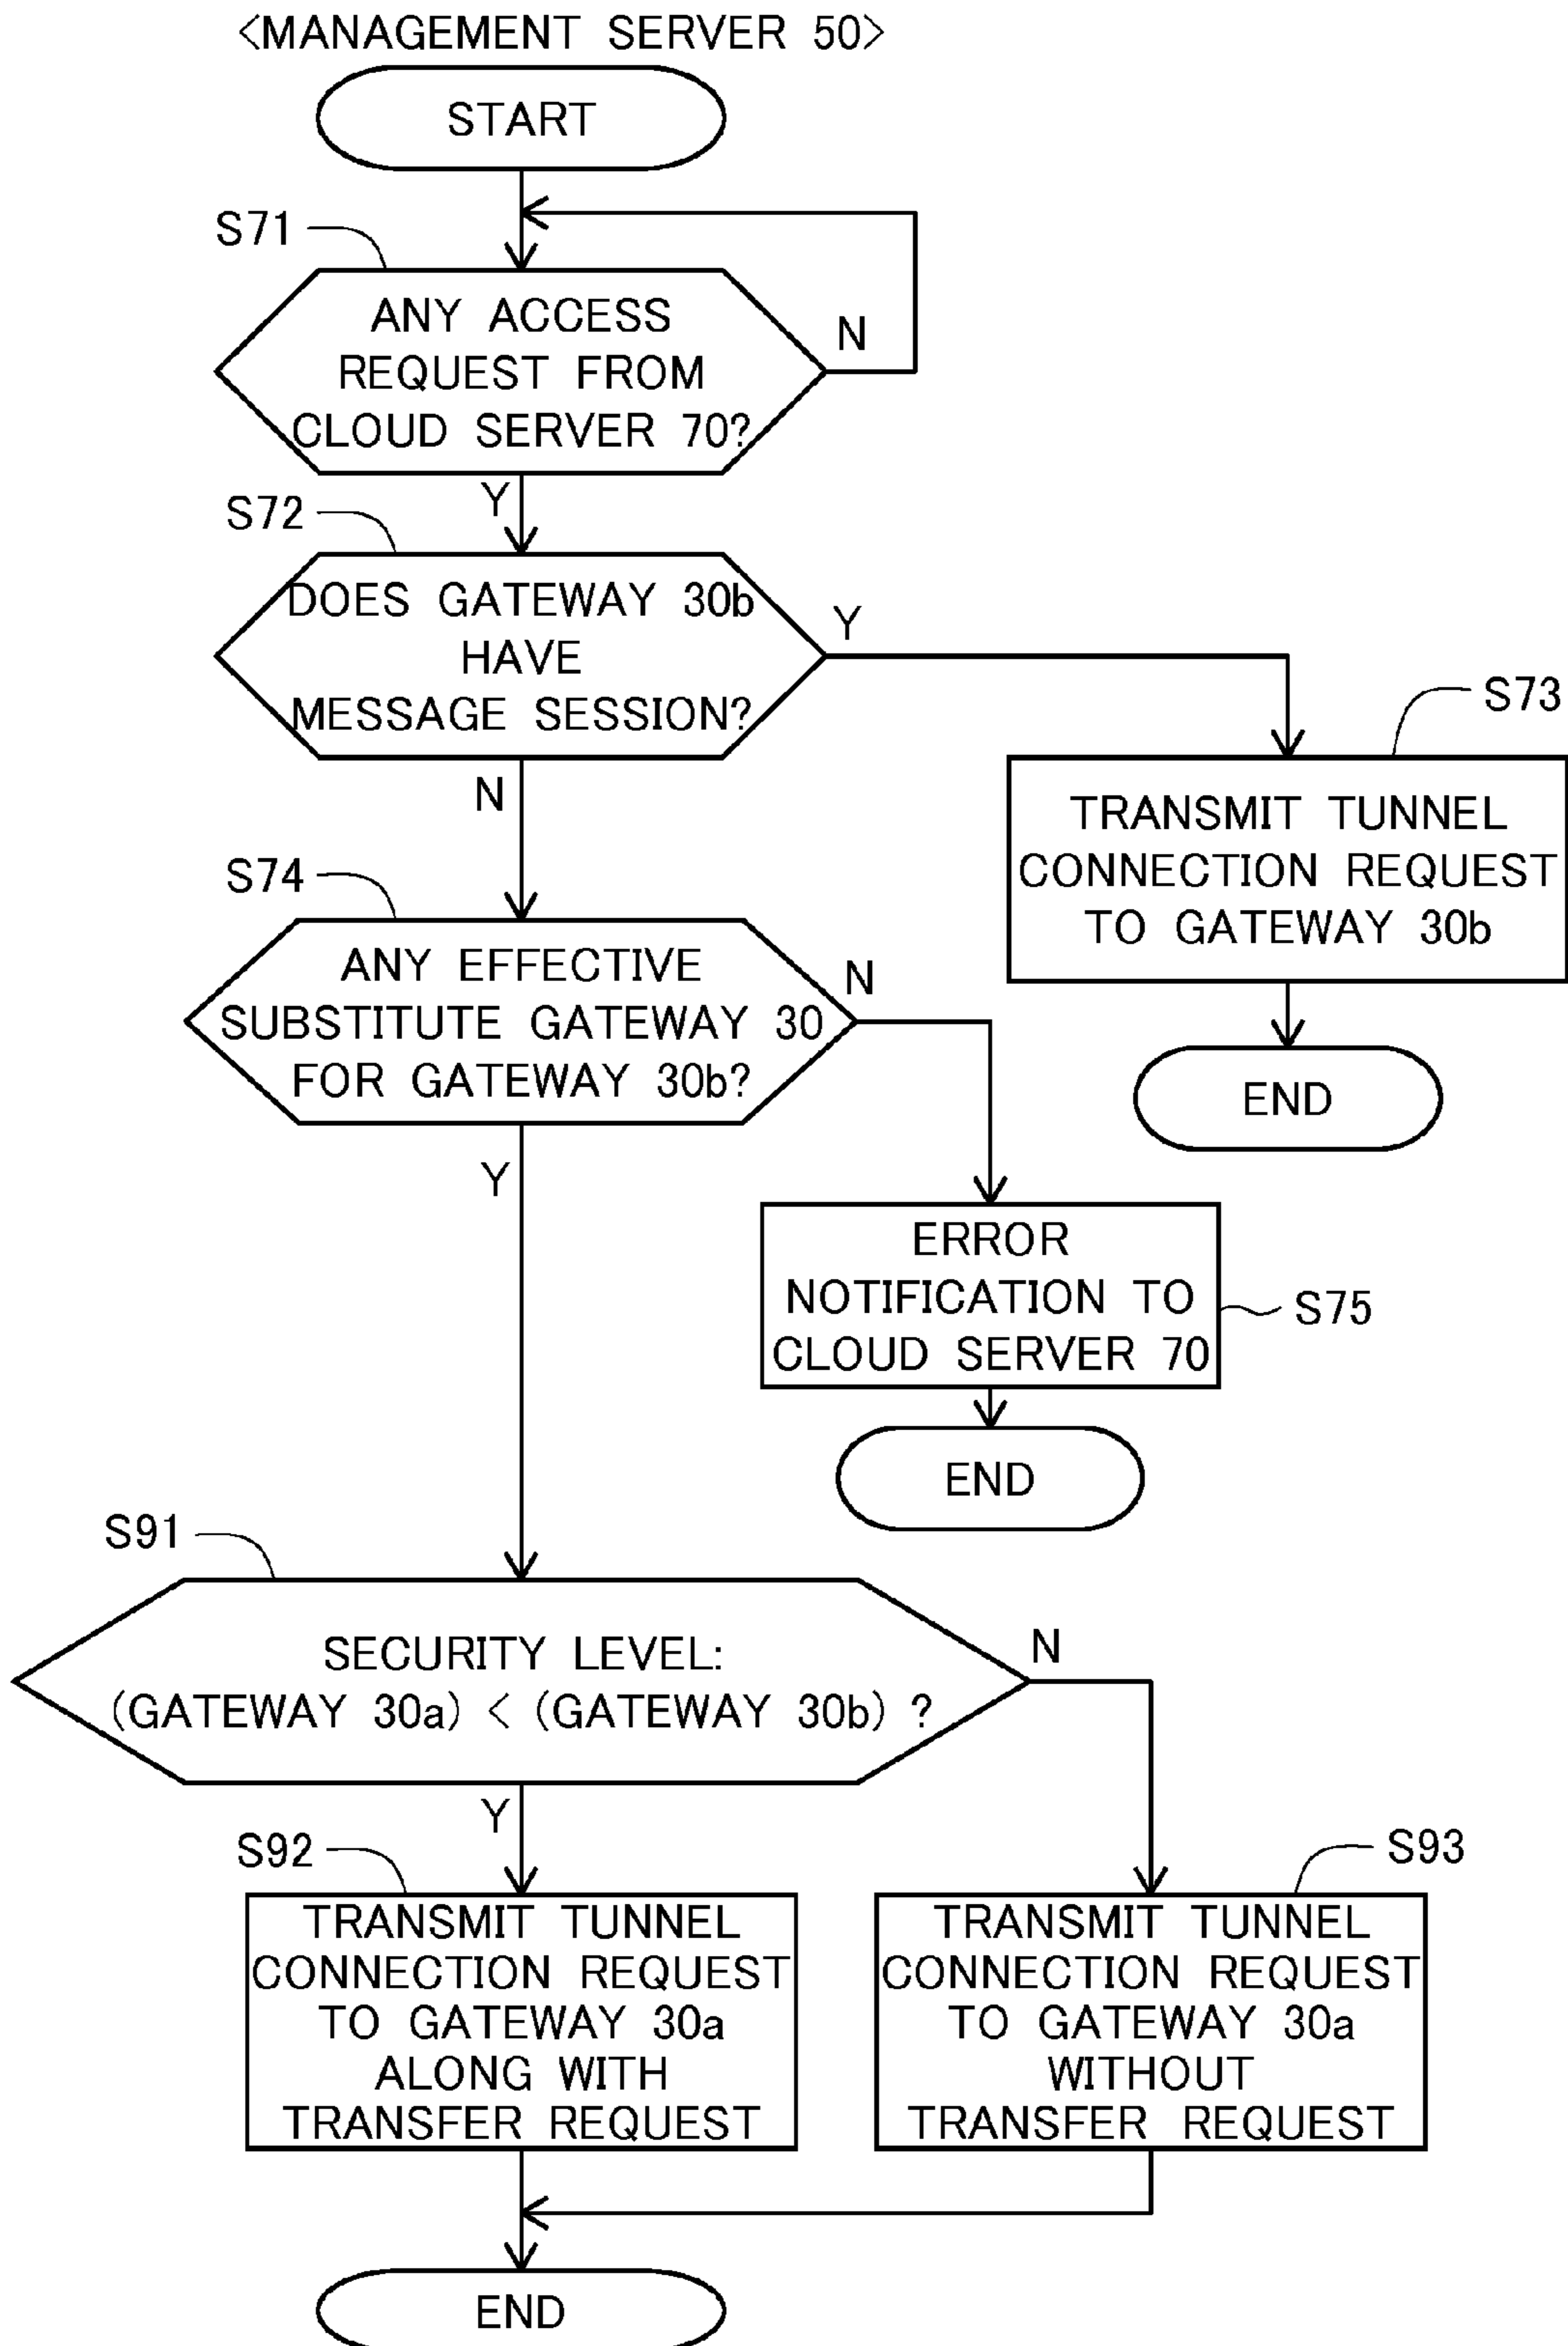 <MANAGEMENT SERVER 50>
START
S71
ANY ACCESS
REQUEST FROM
CLOUD SERVER 70?
N
Y
S72
DOES GATEWAY 30b
HAVE
MESSAGE SESSION?
Y
N
S73
TRANSMIT TUNNEL
CONNECTION REQUEST
TO GATEWAY 30b
END
S74
ANY EFFECTIVE
SUBSTITUTE GATEWAY 30
FOR GATEWAY 30b?
N
Y
ERROR
NOTIFICATION TO
CLOUD SERVER 70
S75
END
S91
SECURITY LEVEL:
(GATEWAY 30a) < (GATEWAY 30b) ?
N
Y
S92
TRANSMIT TUNNEL
CONNECTION REQUEST
TO GATEWAY 30a
ALONG WITH
TRANSFER REQUEST
S93
TRANSMIT TUNNEL
CONNECTION REQUEST
TO GATEWAY 30a
WITHOUT
TRANSFER REQUEST
END